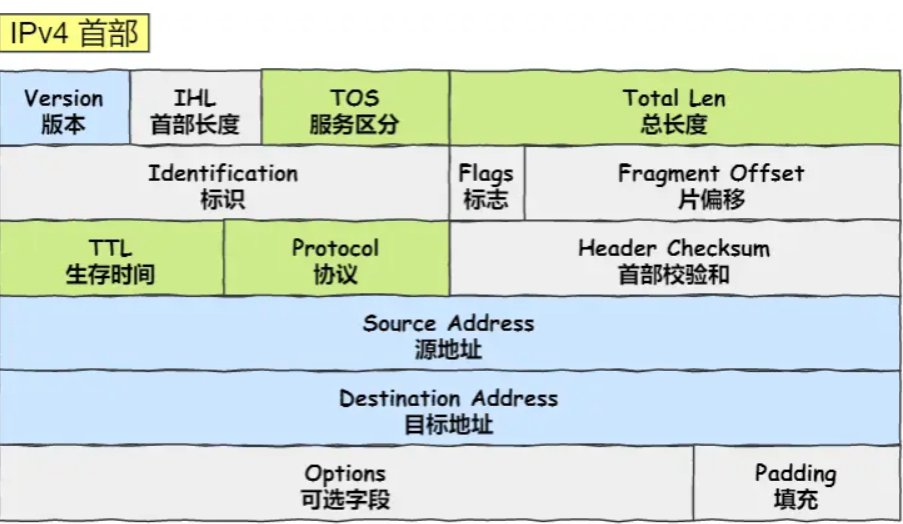 IPv4 首部
Version
版本
IHL
首部长度
TOS
服务区分
Total Len
总长度
Identification
标识
Flags
标志
Fragment Offset
片偏移
TTL
生存时间
Protocol
协议
Header Checksum
首部校验和
Source Address
源地址
Destination Address
目标地址
Options
可选字段
Padding
填充